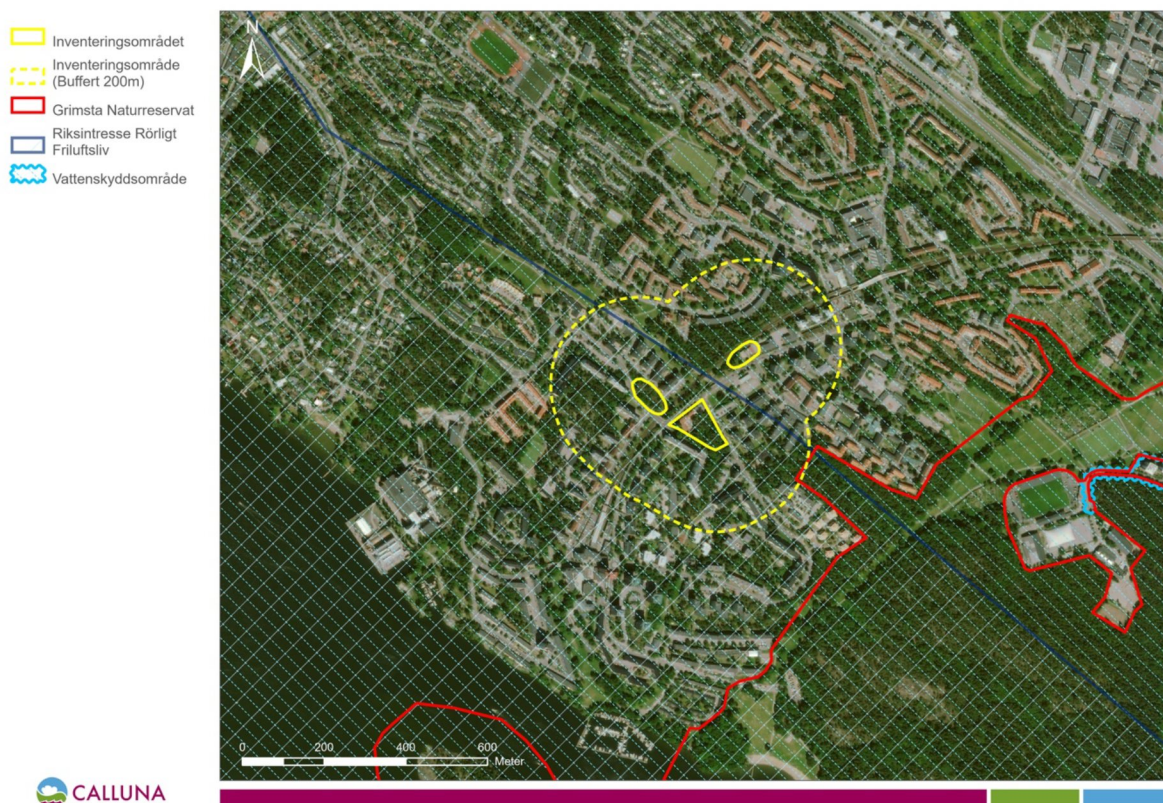 Inventeringsområdet
Inventeringsområde
(Buffert 200m)
Grimsta Naturreservat
Riksintresse Rörligt
Friluftsliv
Vattenskyddsområde
N
0 200 400 600
Meter
CALLUNA